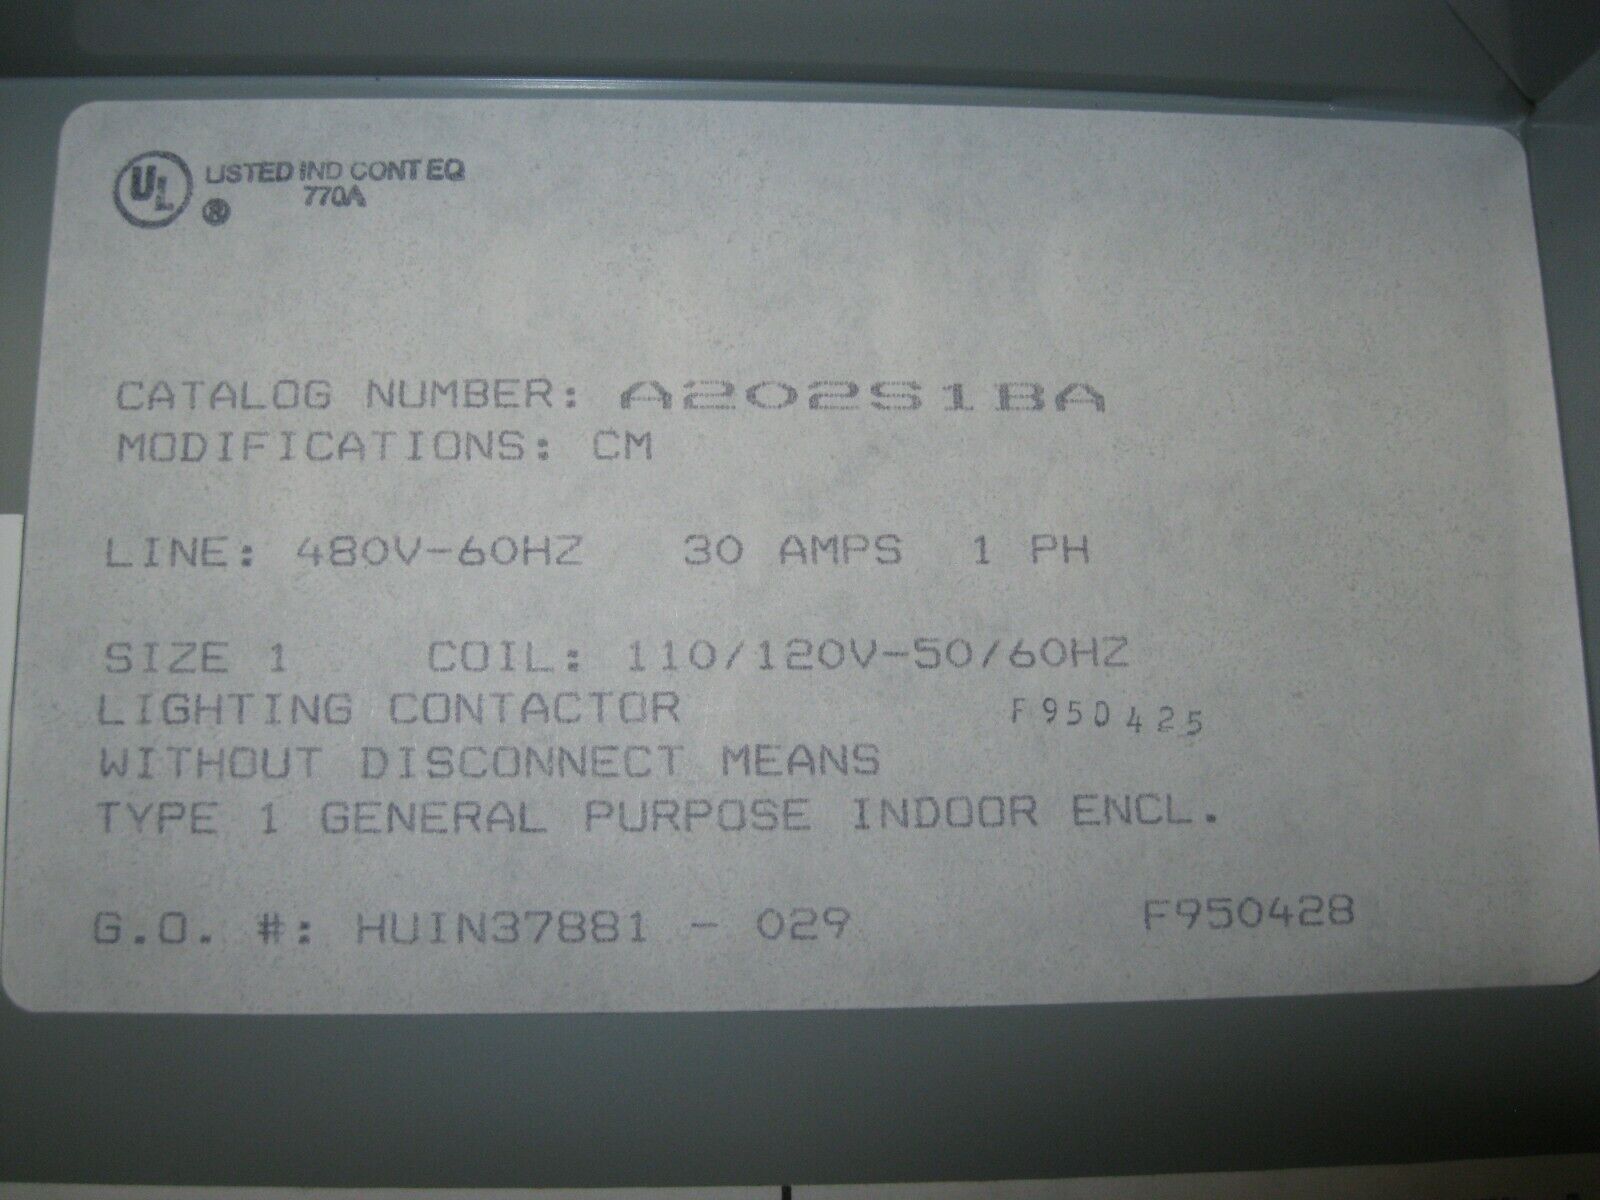 UL LISTED IND CONT EQ
® 770A
CATALOG NUMBER: A202S1BA
MODIFICATIONS: CM
LINE: 480V-60HZ 30 AMPS 1 PH
SIZE 1 COIL: 110/120V-50/60HZ
LIGHTING CONTACTOR F950425
WITHOUT DISCONNECT MEANS
TYPE 1 GENERAL PURPOSE INDOOR ENCL.
G.O. #: HUIN37881 - 029 F950428